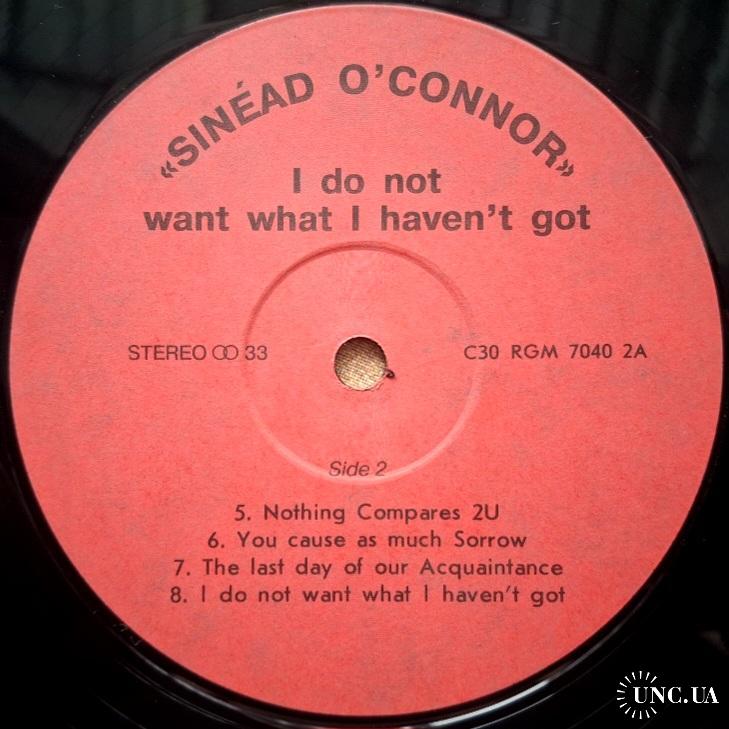 «SINÉAD O'CONNOR»
I do not
want what I haven't got
STEREO OO 33
C30 RGM 7040 2A
Side 2
5. Nothing Compares 2U
6. You cause as much Sorrow
7. The last day of our Acquaintance
8. I do not want what I haven't got
UNC.UA